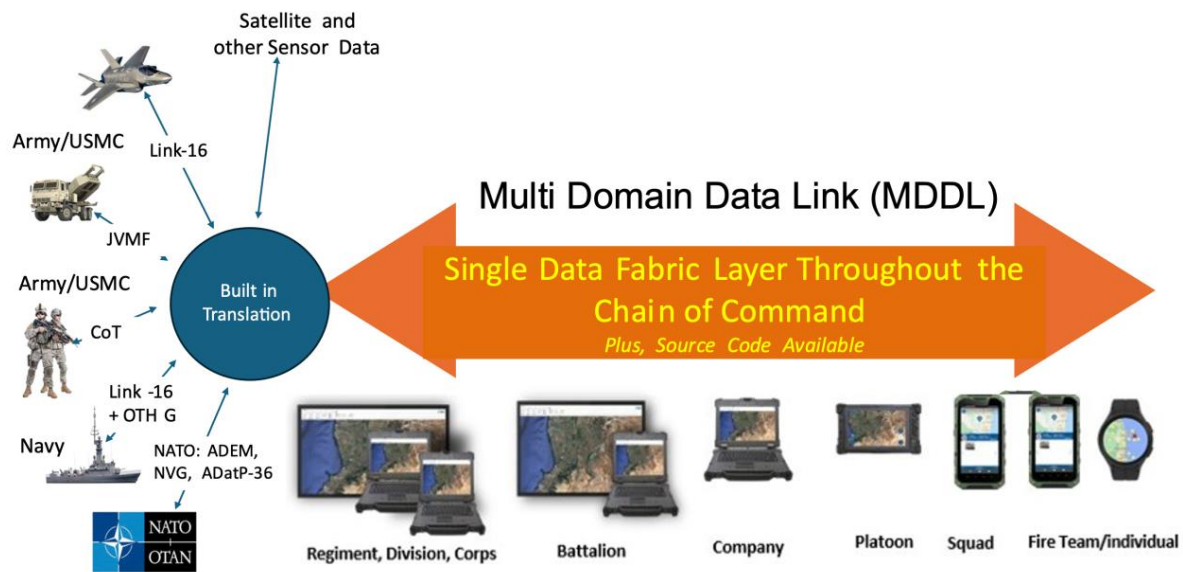 Satellite and
other Sensor Data
Army/USMC
Link-16
JVMF
Multi Domain Data Link (MDDL)
Single Data Fabric Layer Throughout the
Chain of Command
Plus, Source Code Available
Built in
Translation
Army/USMC
CoT
Link -16
+ OTH G
Navy
NATO: ADEM,
NVG, ADatP-36
NATO
OTAN
Regiment, Division, Corps
Battalion
Company
Platoon
Squad
Fire Team/individual